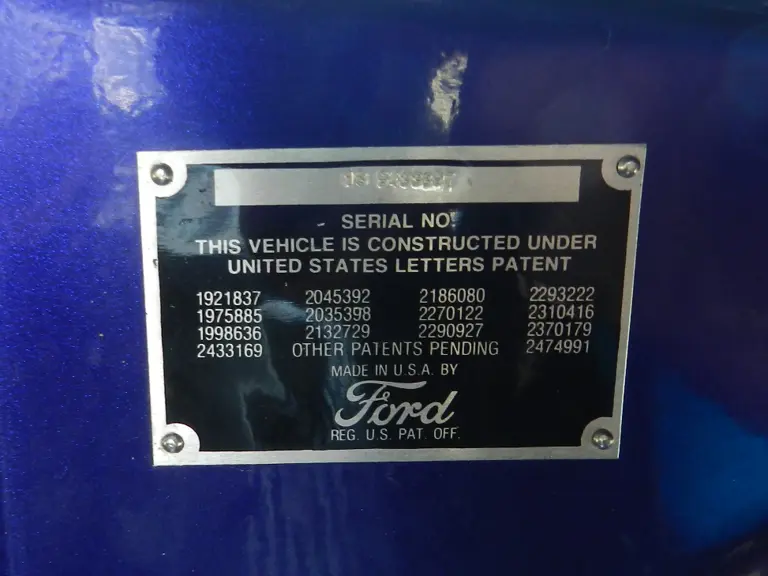 SERIAL NO.
THIS VEHICLE IS CONSTRUCTED UNDER
UNITED STATES LETTERS PATENT
1921837 2045392 2186080 2293222
1975885 2035398 2270122 2310416
1998636 2132729 2290927 2370179
2433169 OTHER PATENTS PENDING 2474991
MADE IN U.S.A. BY
Ford
REG. U.S. PAT. OFF.